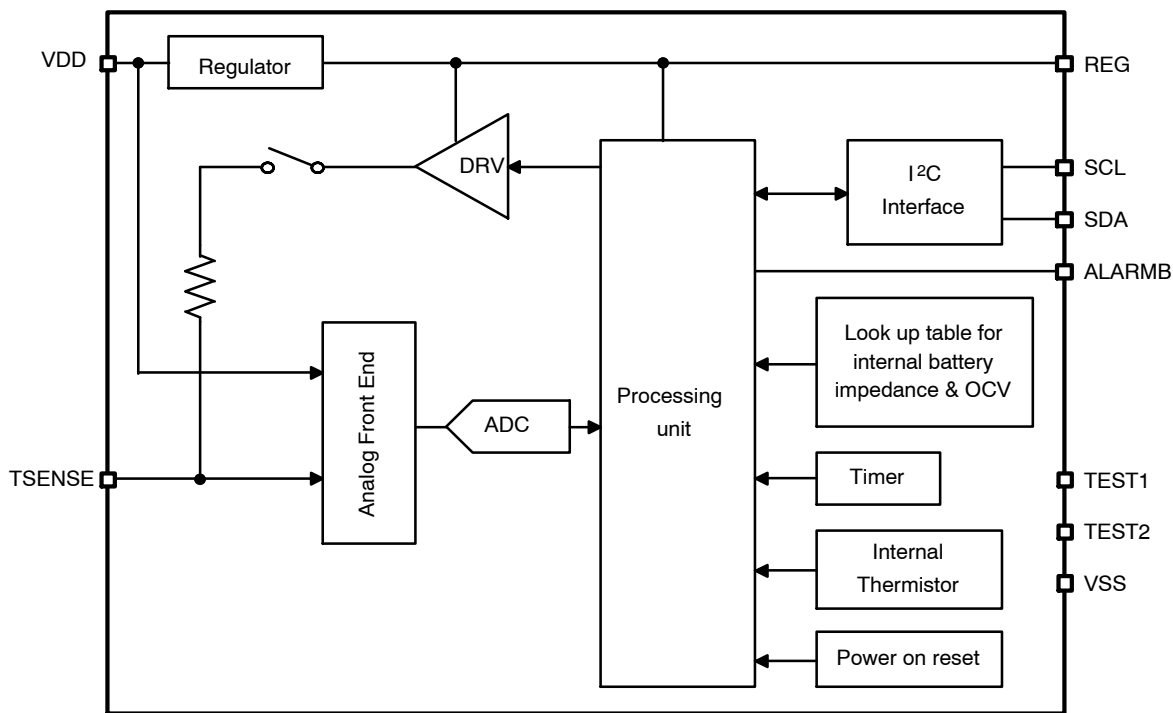 VDD
Regulator
REG
DRV
I²C
Interface
SCL
SDA
ALARMB
Look up table for
internal battery
impedance & OCV
Processing
unit
Analog Front End
ADC
TSENSE
Timer
TEST1
TEST2
Internal
Thermistor
VSS
Power on reset